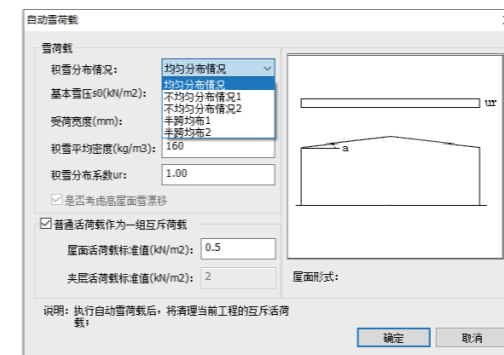 自动雪荷载
雪荷载
积雪分布情况： 均匀分布情况
均匀分布情况
不均匀分布情况1
不均匀分布情况2
半跨均布1
半跨均布2
基本雪压s0(kN/m2)：
受荷宽度(mm)：
积雪平均密度(kg/m3)： 160
积雪分布系数ur： 1.00
是否考虑高屋面雪漂移
普通活荷载作为一组互斥荷载
屋面活荷载标准值(kN/m2)： 0.5
夹层活荷载标准值(kN/m2)： 2
ur
a
屋面形式：
说明：执行自动雪荷载后，将清理当前工程的互斥活荷
载；
确定 取消